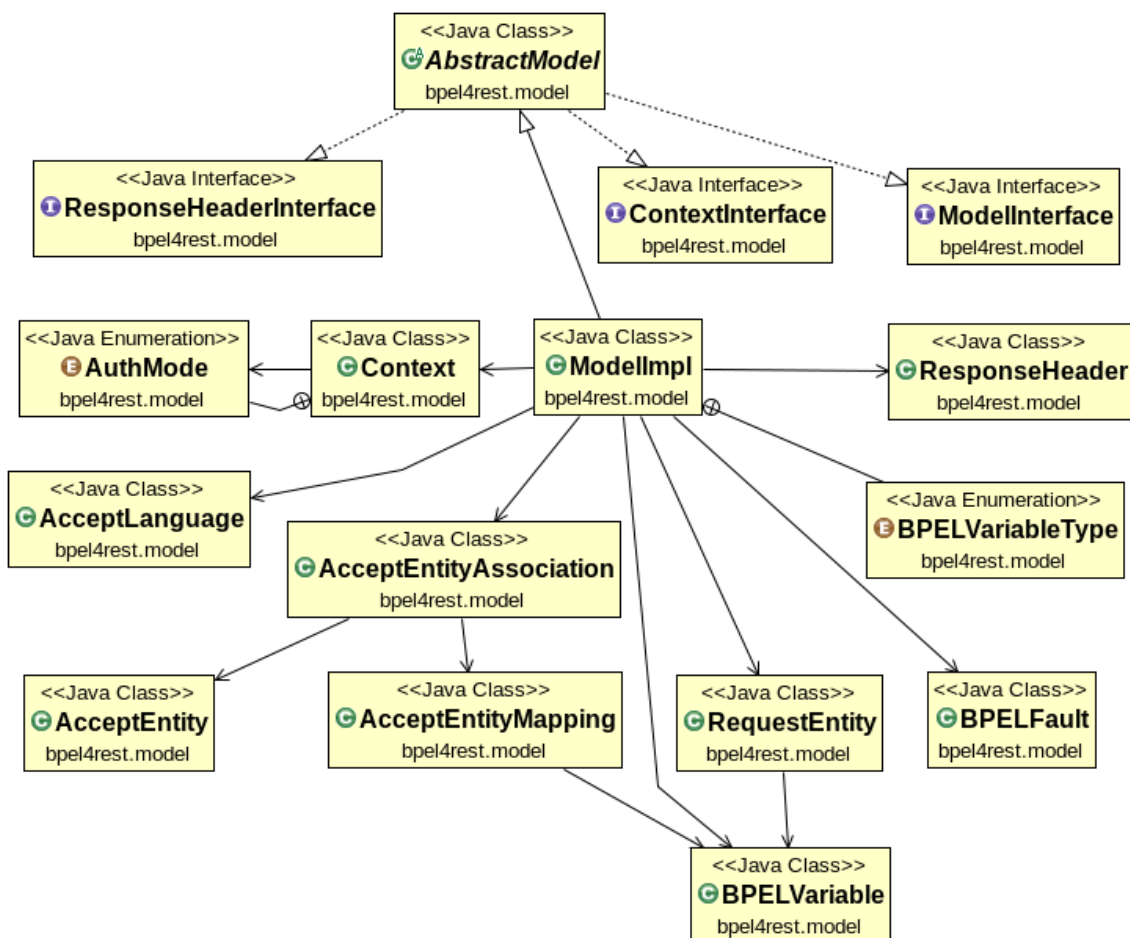 <<Java Class>>
AbstractModel
bpel4rest.model
<<Java Interface>>
ResponseHeaderInterface
bpel4rest.model
<<Java Interface>>
ContextInterface
bpel4rest.model
<<Java Interface>>
ModelInterface
bpel4rest.model
<<Java Enumeration>>
AuthMode
bpel4rest.model
<<Java Class>>
Context
bpel4rest.model
<<Java Class>>
ModelImpl
bpel4rest.model
<<Java Class>>
ResponseHeader
bpel4rest.model
<<Java Class>>
AcceptLanguage
bpel4rest.model
<<Java Class>>
AcceptEntityAssociation
bpel4rest.model
<<Java Enumeration>>
BPELVariableType
bpel4rest.model
<<Java Class>>
AcceptEntity
bpel4rest.model
<<Java Class>>
AcceptEntityMapping
bpel4rest.model
<<Java Class>>
RequestEntity
bpel4rest.model
<<Java Class>>
BPELFault
bpel4rest.model
<<Java Class>>
BPELVariable
bpel4rest.model